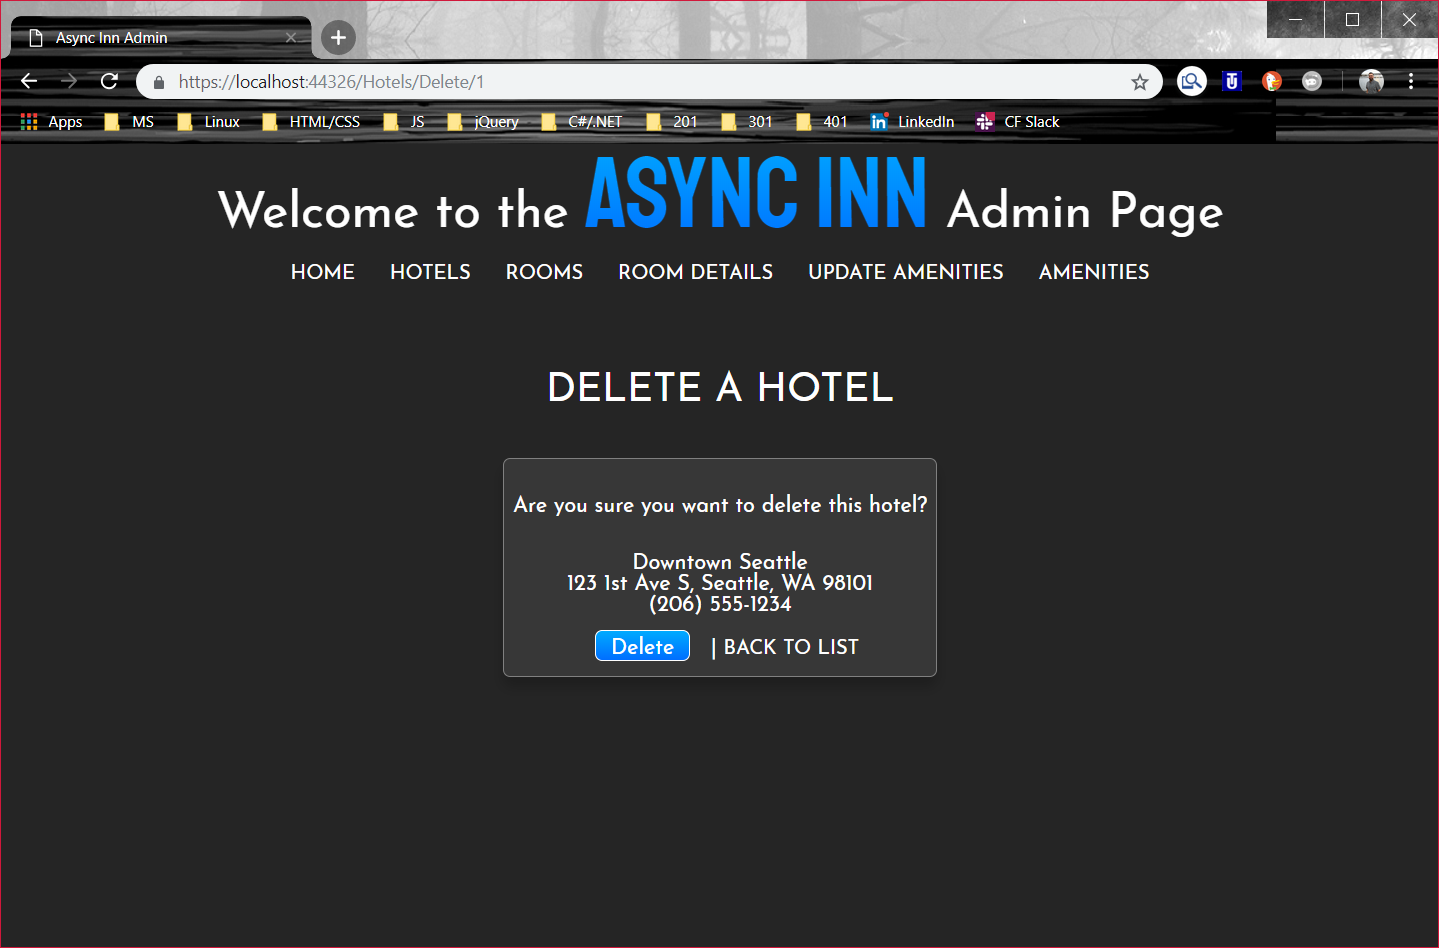 Async Inn Admin
https://localhost:44326/Hotels/Delete/1
Apps MS Linux HTML/CSS JS jQuery C#/.NET 201 301 401 LinkedIn CF Slack
Welcome to the ASYNC INN Admin Page
HOME HOTELS ROOMS ROOM DETAILS UPDATE AMENITIES AMENITIES
DELETE A HOTEL
Are you sure you want to delete this hotel?
Downtown Seattle
123 1st Ave S, Seattle, WA 98101
(206) 555-1234
Delete | BACK TO LIST